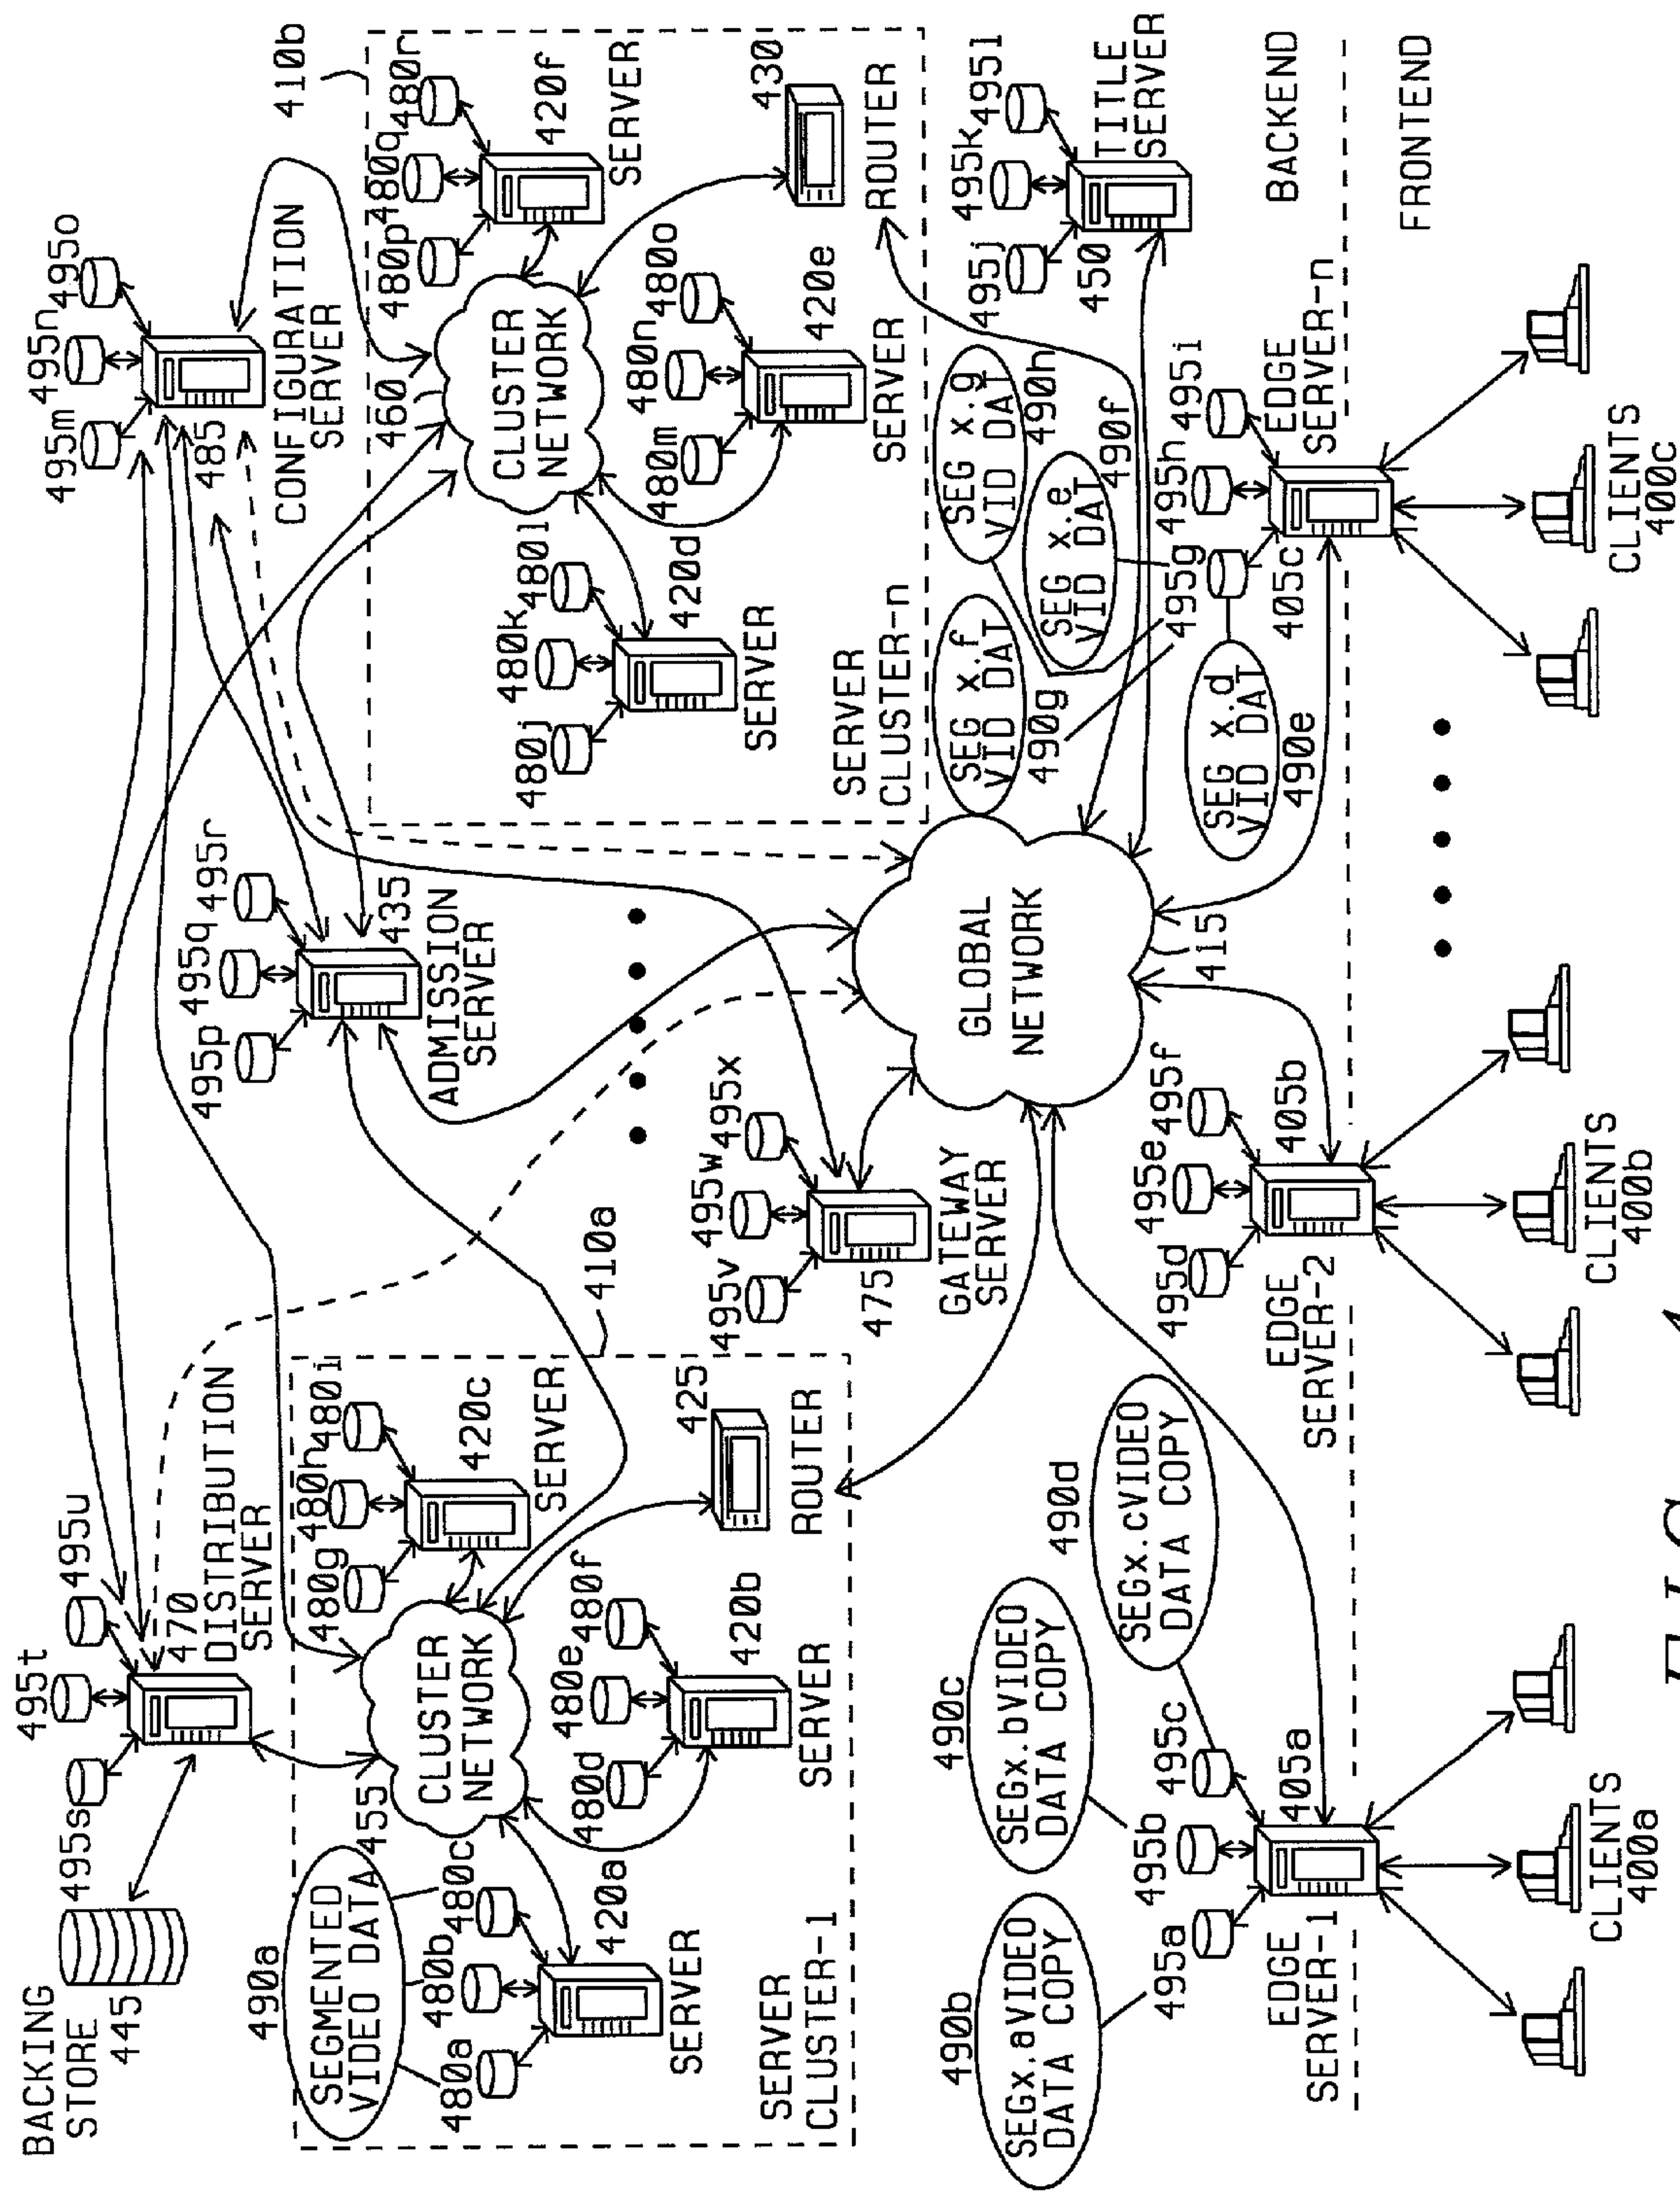 BACKING
STORE
445
495s
495t
495u
470
DISTRIBUTION
SERVER
495p
495q
495r
435
ADMISSION
SERVER
495m
495n
495o
485
CONFIGURATION
SERVER
410b
490a
SEGMENTED
VIDEO DATA
455
CLUSTER
NETWORK
480a
480b
480c
420a
SERVER
480d
480e
480f
420b
SERVER
480g
480h
480i
420c
SERVER
425
ROUTER
410a
SERVER
CLUSTER-1
495v
495w
495x
475
GATEWAY
SERVER
460
CLUSTER
NETWORK
480j
480k
480l
420d
SERVER
480m
480n
480o
420e
SERVER
480p
480q
480r
420f
SERVER
430
ROUTER
SERVER
CLUSTER-n
GLOBAL
NETWORK
415
495j
495k
495l
450
TITLE
SERVER
SEG x.f
VID DAT
490g
SEG x.g
VID DAT
490h
SEG x.e
VID DAT
490f
SEG x.d
VID DAT
490e
490b
SEGx.aVIDEO
DATA COPY
490c
SEGx.bVIDEO
DATA COPY
490d
SEGx.cVIDEO
DATA COPY
495a
495b
495c
405a
EDGE
SERVER-1
495d
495e
495f
405b
EDGE
SERVER-2
495g
495h
495i
405c
EDGE
SERVER-n
BACKEND
FRONTEND
CLIENTS
400a
CLIENTS
400b
CLIENTS
400c